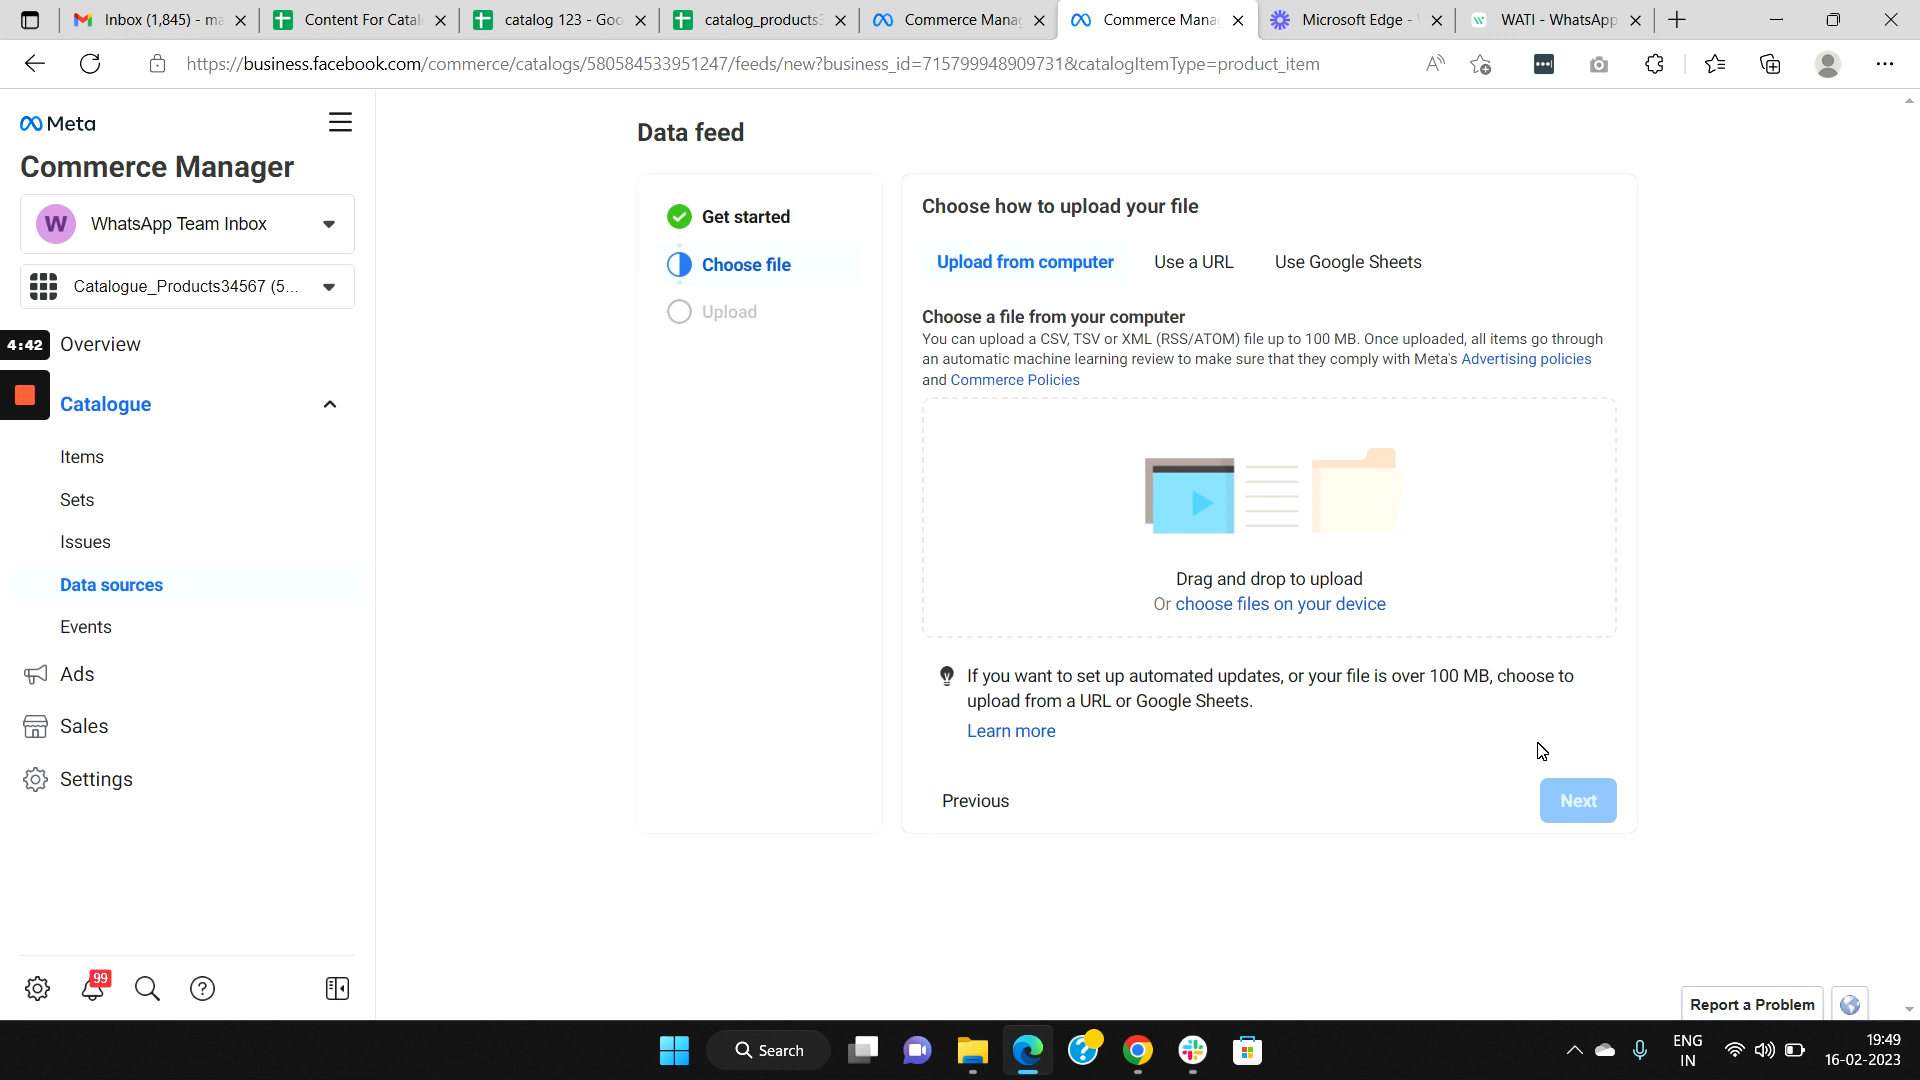 Inbox (1,845) - ma
Content For Catal
catalog 123 - Goo
catalog_products
Commerce Mana
Commerce Mana
Microsoft Edge -
WATI - WhatsApp
https://business.facebook.com/commerce/catalogs/580584533951247/feeds/new?business_id=715799948909731&catalogItemType=product_item
Meta
Commerce Manager
W WhatsApp Team Inbox
Catalogue_Products34567 (5...
4:42
Overview
Catalogue
Items
Sets
Issues
Data sources
Events
Ads
Sales
Settings
99
Data feed
Get started
Choose file
Upload
Choose how to upload your file
Upload from computer Use a URL Use Google Sheets
Choose a file from your computer
You can upload a CSV, TSV or XML (RSS/ATOM) file up to 100 MB. Once uploaded, all items go through
an automatic machine learning review to make sure that they comply with Meta's Advertising policies
and Commerce Policies
Drag and drop to upload
Or choose files on your device
If you want to set up automated updates, or your file is over 100 MB, choose to
upload from a URL or Google Sheets.
Learn more
Previous
Next
Report a Problem
Search
ENG
IN
19:49
16-02-2023